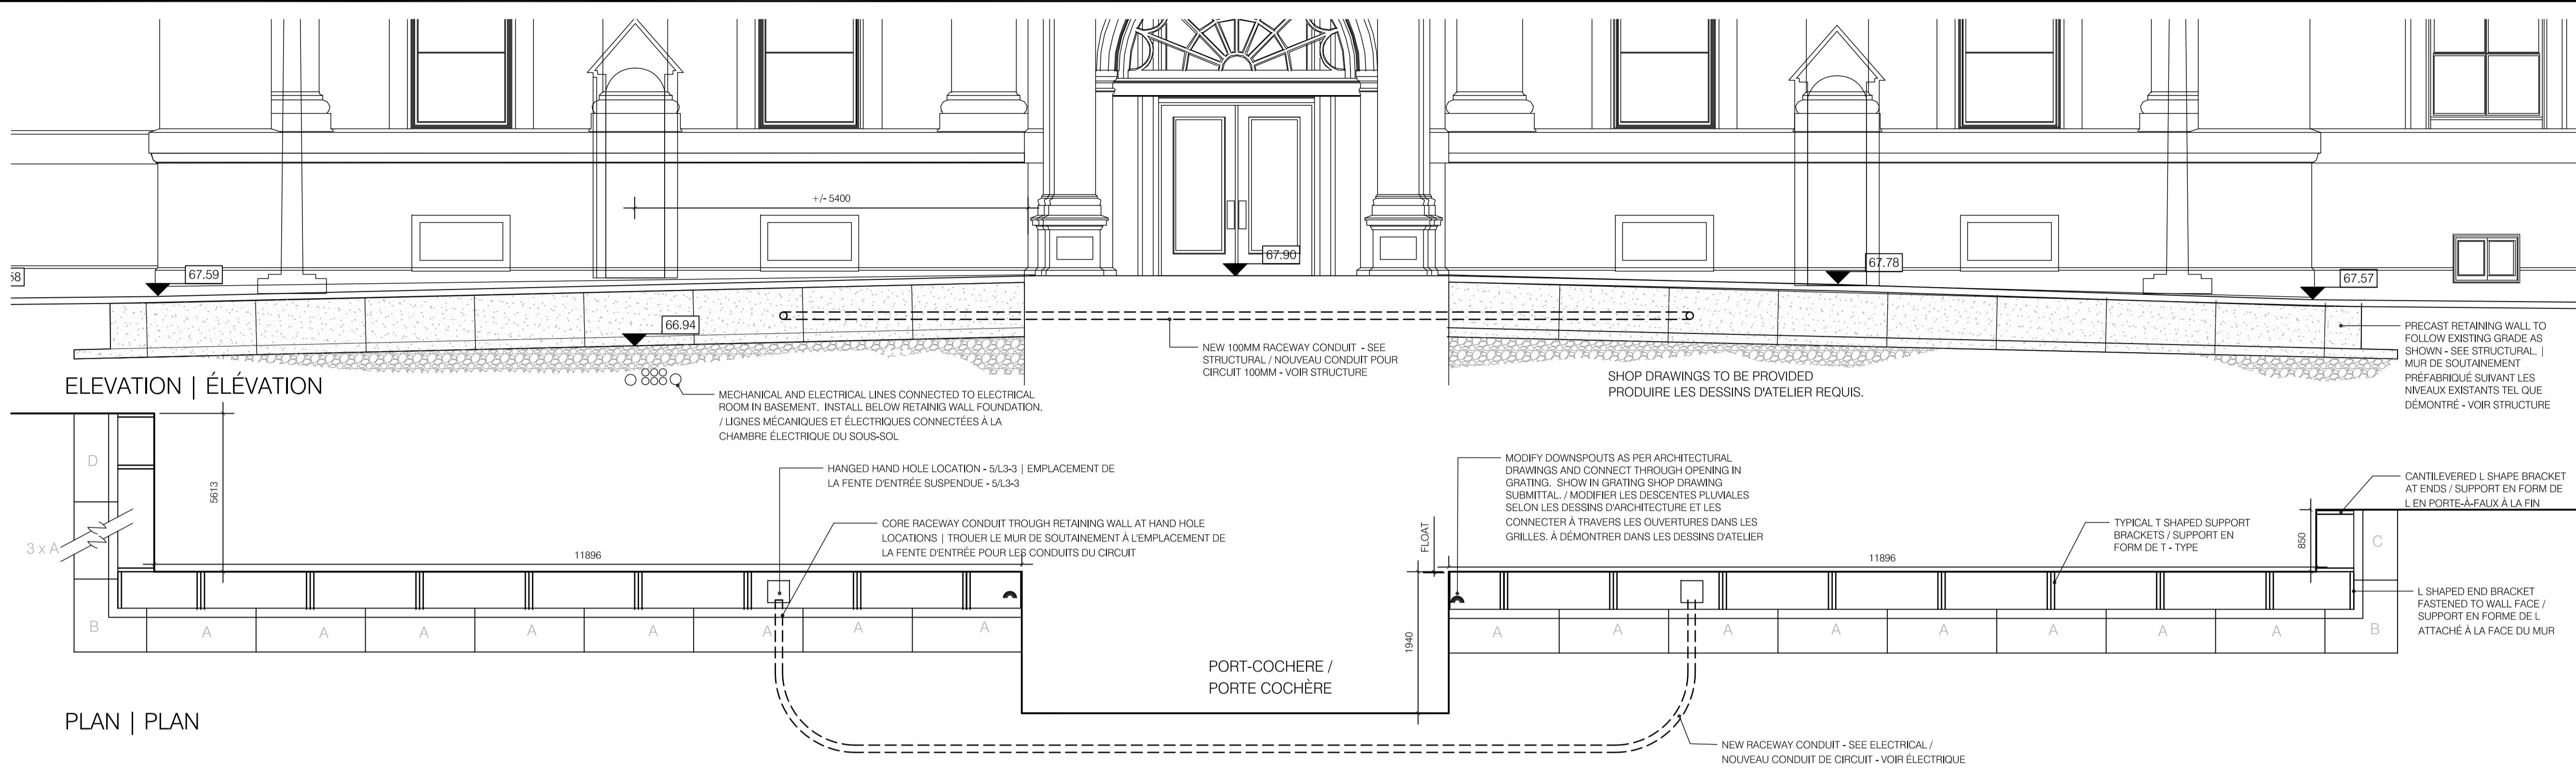 +/- 5400
67.90
67.78
58
67.59
67.57
66.94
NEW 100MM RACEWAY CONDUIT - SEE
STRUCTURAL / NOUVEAU CONDUIT POUR
CIRCUIT 100MM - VOIR STRUCTURE
PRECAST RETAINING WALL TO
FOLLOW EXISTING GRADE AS
SHOWN - SEE STRUCTURAL. |
MUR DE SOUTAINEMENT
PRÉFABRIQUÉ SUIVANT LES
NIVEAUX EXISTANTS TEL QUE
DÉMONTRÉ - VOIR STRUCTURE
ELEVATION | ÉLÉVATION
SHOP DRAWINGS TO BE PROVIDED
PRODUIRE LES DESSINS D'ATELIER REQUIS.
MECHANICAL AND ELECTRICAL LINES CONNECTED TO ELECTRICAL
ROOM IN BASEMENT. INSTALL BELOW RETAINIG WALL FOUNDATION.
/ LIGNES MÉCANIQUES ET ÉLECTRIQUES CONNECTÉES À LA
CHAMBRE ÉLECTRIQUE DU SOUS-SOL
D
5613
3 x A
HANGED HAND HOLE LOCATION - 5/L3-3 | EMPLACEMENT DE
LA FENTE D'ENTRÉE SUSPENDUE - 5/L3-3
CORE RACEWAY CONDUIT TROUGH RETAINING WALL AT HAND HOLE
LOCATIONS | TROUER LE MUR DE SOUTAINEMENT À L'EMPLACEMENT DE
LA FENTE D'ENTRÉE POUR LES CONDUITS DU CIRCUIT
11896
FLOAT
MODIFY DOWNSPOUTS AS PER ARCHITECTURAL
DRAWINGS AND CONNECT THROUGH OPENING IN
GRATING. SHOW IN GRATING SHOP DRAWING
SUBMITTAL. / MODIFIER LES DESCENTES PLUVIALES
SELON LES DESSINS D'ARCHITECTURE ET LES
CONNECTER À TRAVERS LES OUVERTURES DANS LES
GRILLES. À DÉMONTRER DANS LES DESSINS D'ATELIER
11896
TYPICAL T SHAPED SUPPORT
BRACKETS / SUPPORT EN
FORM DE T - TYPE
850
C
CANTILEVERED L SHAPE BRACKET
AT ENDS / SUPPORT EN FORM DE
L EN PORTE-À-FAUX À LA FIN
L SHAPED END BRACKET
FASTENED TO WALL FACE /
SUPPORT EN FORME DE L
ATTACHÉ À LA FACE DU MUR
B A A A A A A A A
1940
A A A A A A A A B
PORT-COCHERE /
PORTE COCHÈRE
PLAN | PLAN
NEW RACEWAY CONDUIT - SEE ELECTRICAL /
NOUVEAU CONDUIT DE CIRCUIT - VOIR ÉLECTRIQUE